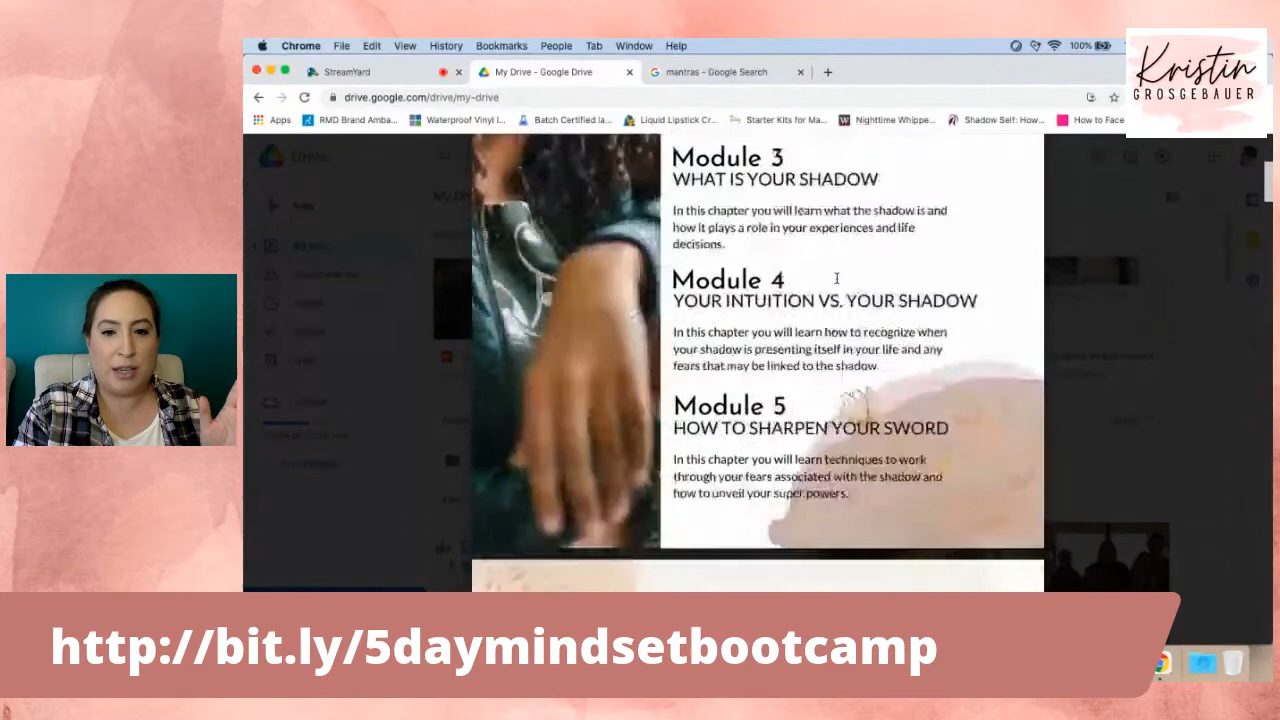 Chrome File Edit View History Bookmarks People Tab Window Help
100%
Kristin
GROSGEBAUER
StreamYard
My Drive - Google Drive
mantras - Google Search
drive.google.com/drive/my-drive
Apps
RMD Brand Amba...
Waterproof Vinyl l...
Batch Certified la...
Liquid Lipstick Cr...
Starter Kits for Ma...
Nighttime Whippe...
Shadow Self: How...
How to Face
Module 3
WHAT IS YOUR SHADOW
In this chapter you will learn what the shadow is and
how it plays a role in your experiences and life
decisions.
Module 4
YOUR INTUITION VS. YOUR SHADOW
In this chapter you will learn how to recognize when
your shadow is presenting itself in your life and any
fears that may be linked to the shadow.
Module 5
HOW TO SHARPEN YOUR SWORD
In this chapter you will learn techniques to work
through your fears associated with the shadow and
how to unveil your super powers.
http://bit.ly/5daymindsetbootcamp